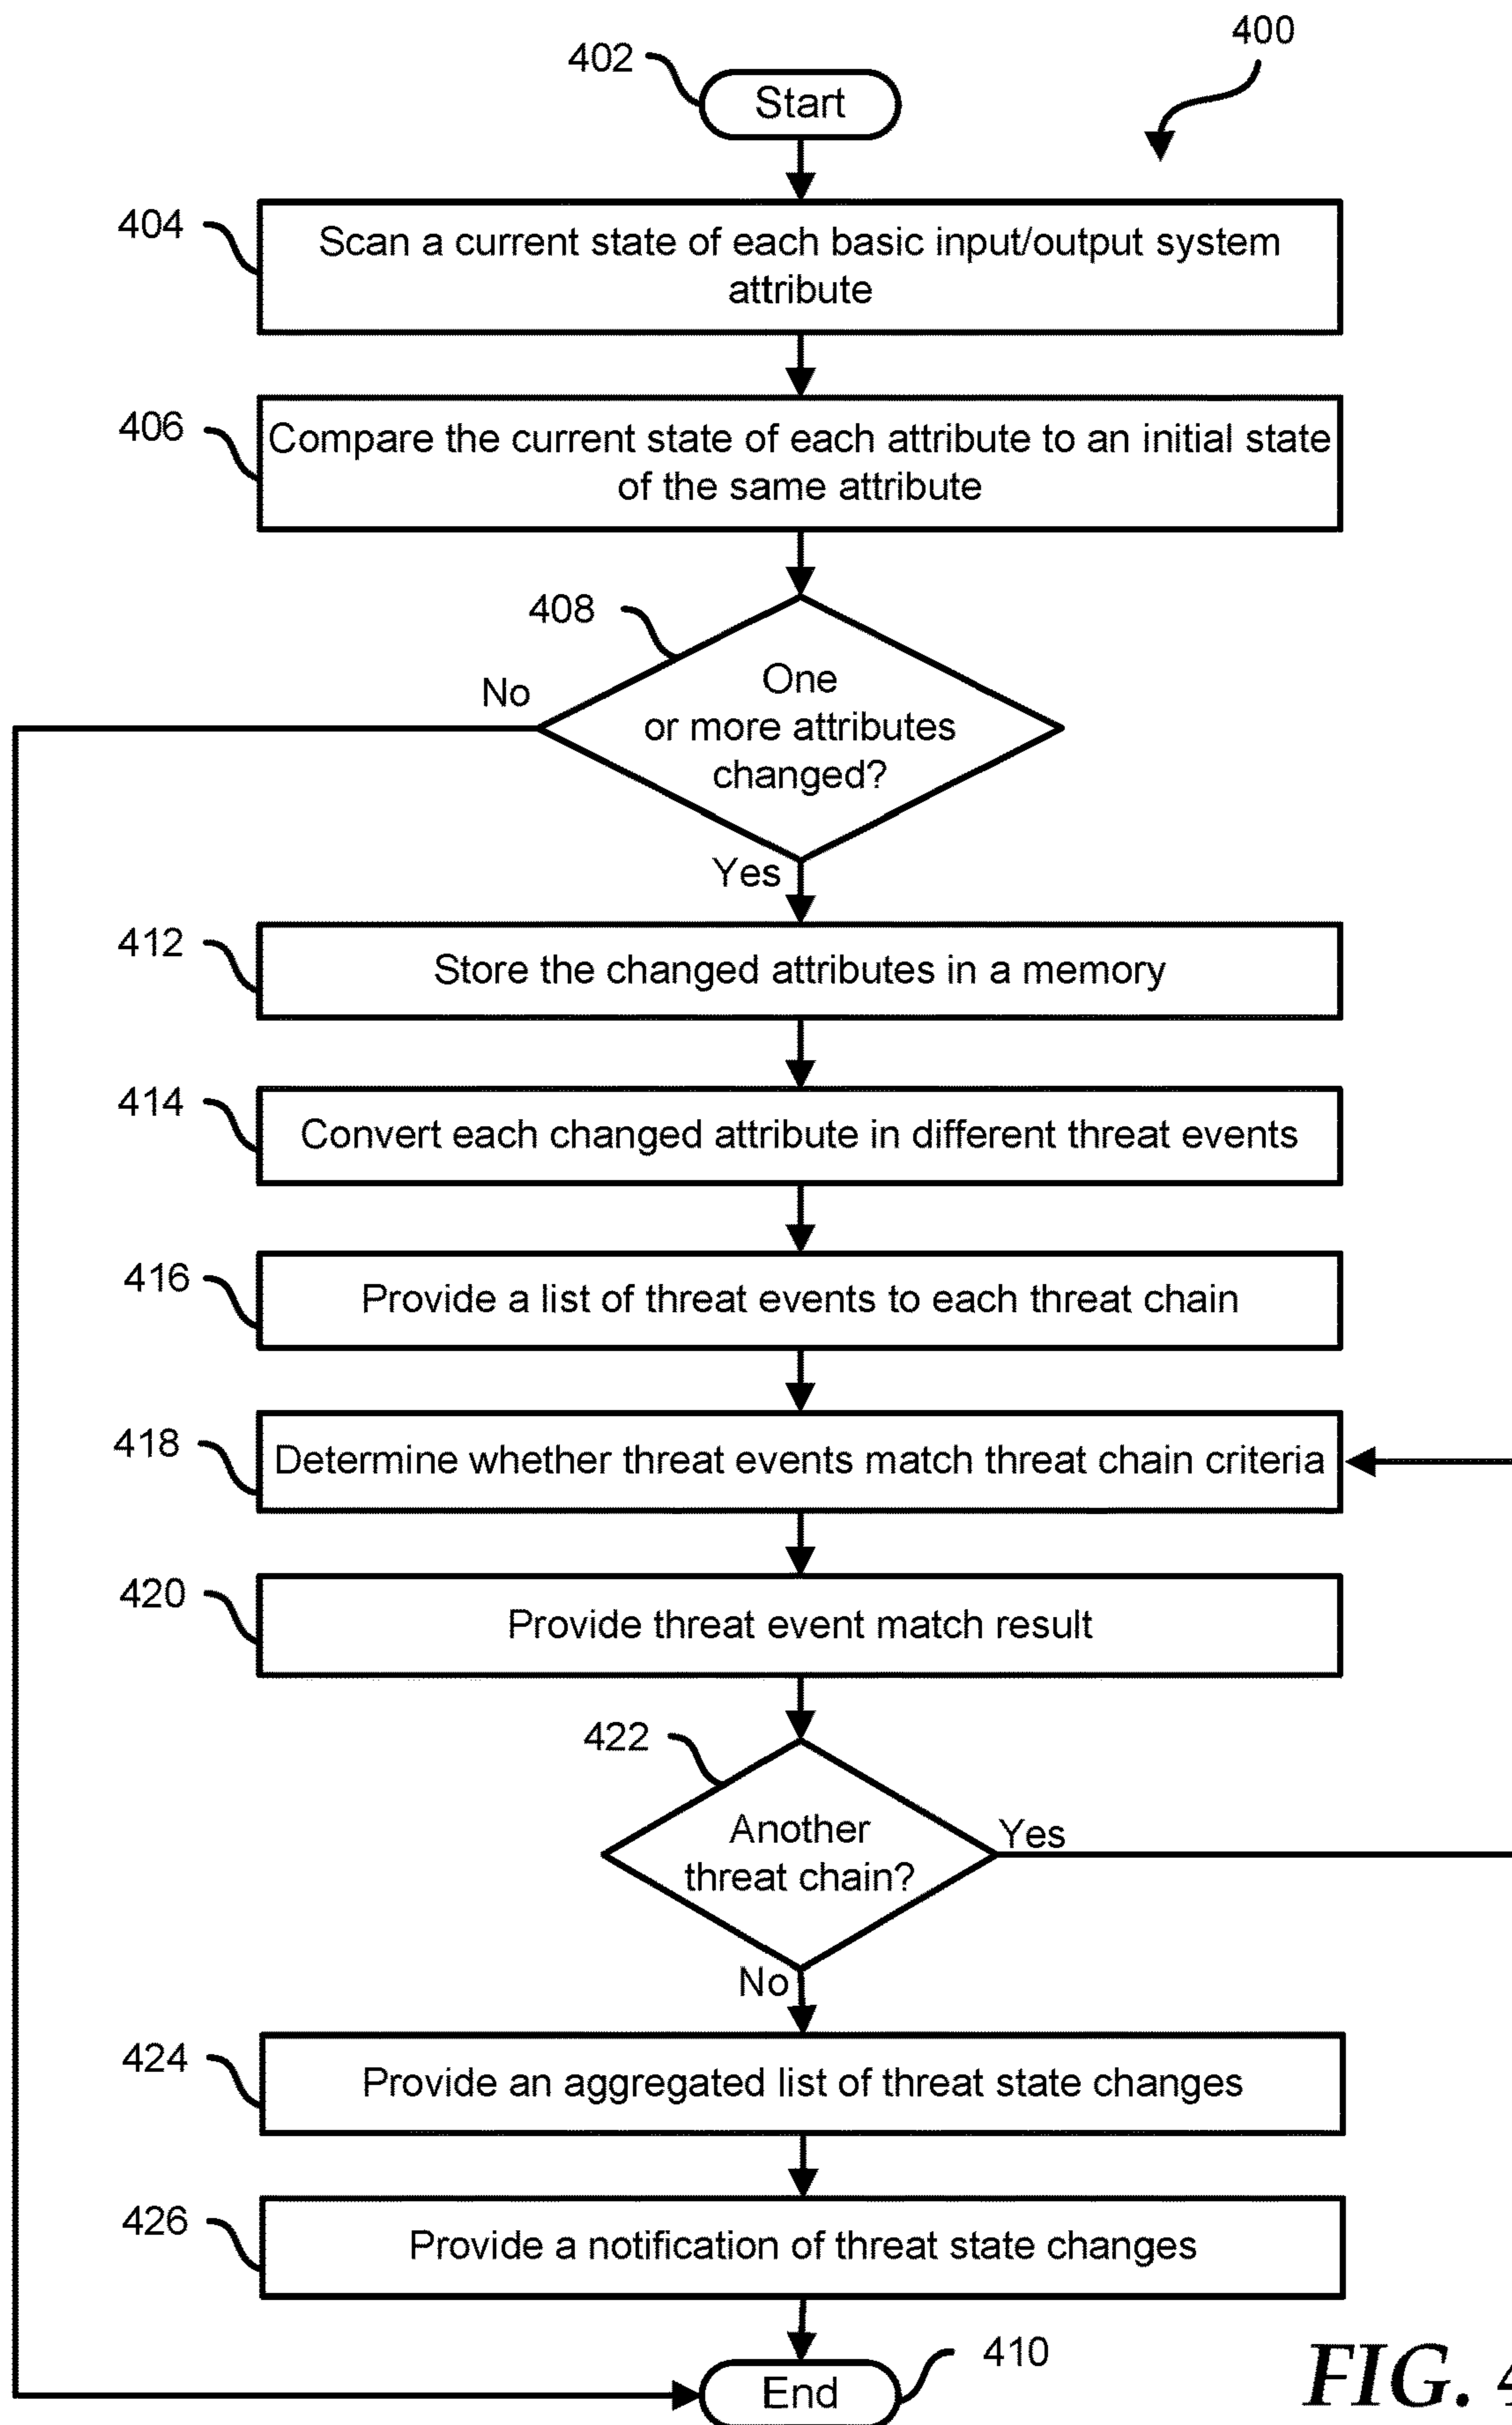 400
402
Start
404
Scan a current state of each basic input/output system
attribute
406
Compare the current state of each attribute to an initial state
of the same attribute
408
One
or more attributes
changed?
No
Yes
412
Store the changed attributes in a memory
414
Convert each changed attribute in different threat events
416
Provide a list of threat events to each threat chain
418
Determine whether threat events match threat chain criteria
420
Provide threat event match result
422
Another
threat chain?
Yes
No
424
Provide an aggregated list of threat state changes
426
Provide a notification of threat state changes
End
410
FIG. 4